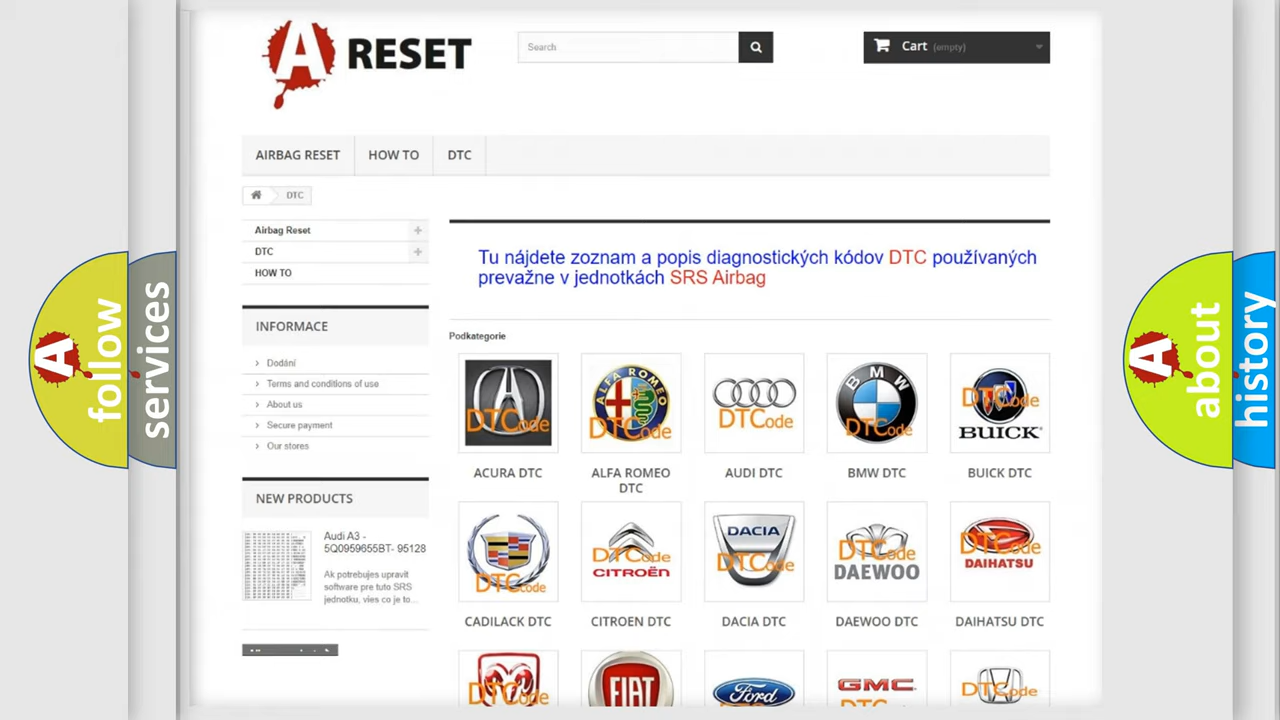 A RESET
Search
Cart (empty)
AIRBAG RESET
HOW TO
DTC
DTC
Airbag Reset
DTC
HOW TO
Tu nájdete zoznam a popis diagnostických kódov DTC používaných
prevažne v jednotkách SRS Airbag
INFORMACE
Podkategorie
Dodání
Terms and conditions of use
About us
Secure payment
Our stores
DTCode
ALFA ROMEO
DTCode
DTCode
BMW
DTCode
DTCode
BUICK
ACURA DTC
ALFA ROMEO
DTC
AUDI DTC
BMW DTC
BUICK DTC
NEW PRODUCTS
Audi A3 -
5Q0959655BT- 95128
Ak potrebujes upravit
software pre tuto SRS
jednotku, vies co je to...
DTCode
DTCode
CITROËN
DACIA
DTCode
DTCode
DAEWOO
DTCode
DAIHATSU
CADILACK DTC
CITROEN DTC
DACIA DTC
DAEWOO DTC
DAIHATSU DTC
DTCode
FIAT
Ford
GMC
DTCode
A follow
services
A about
history